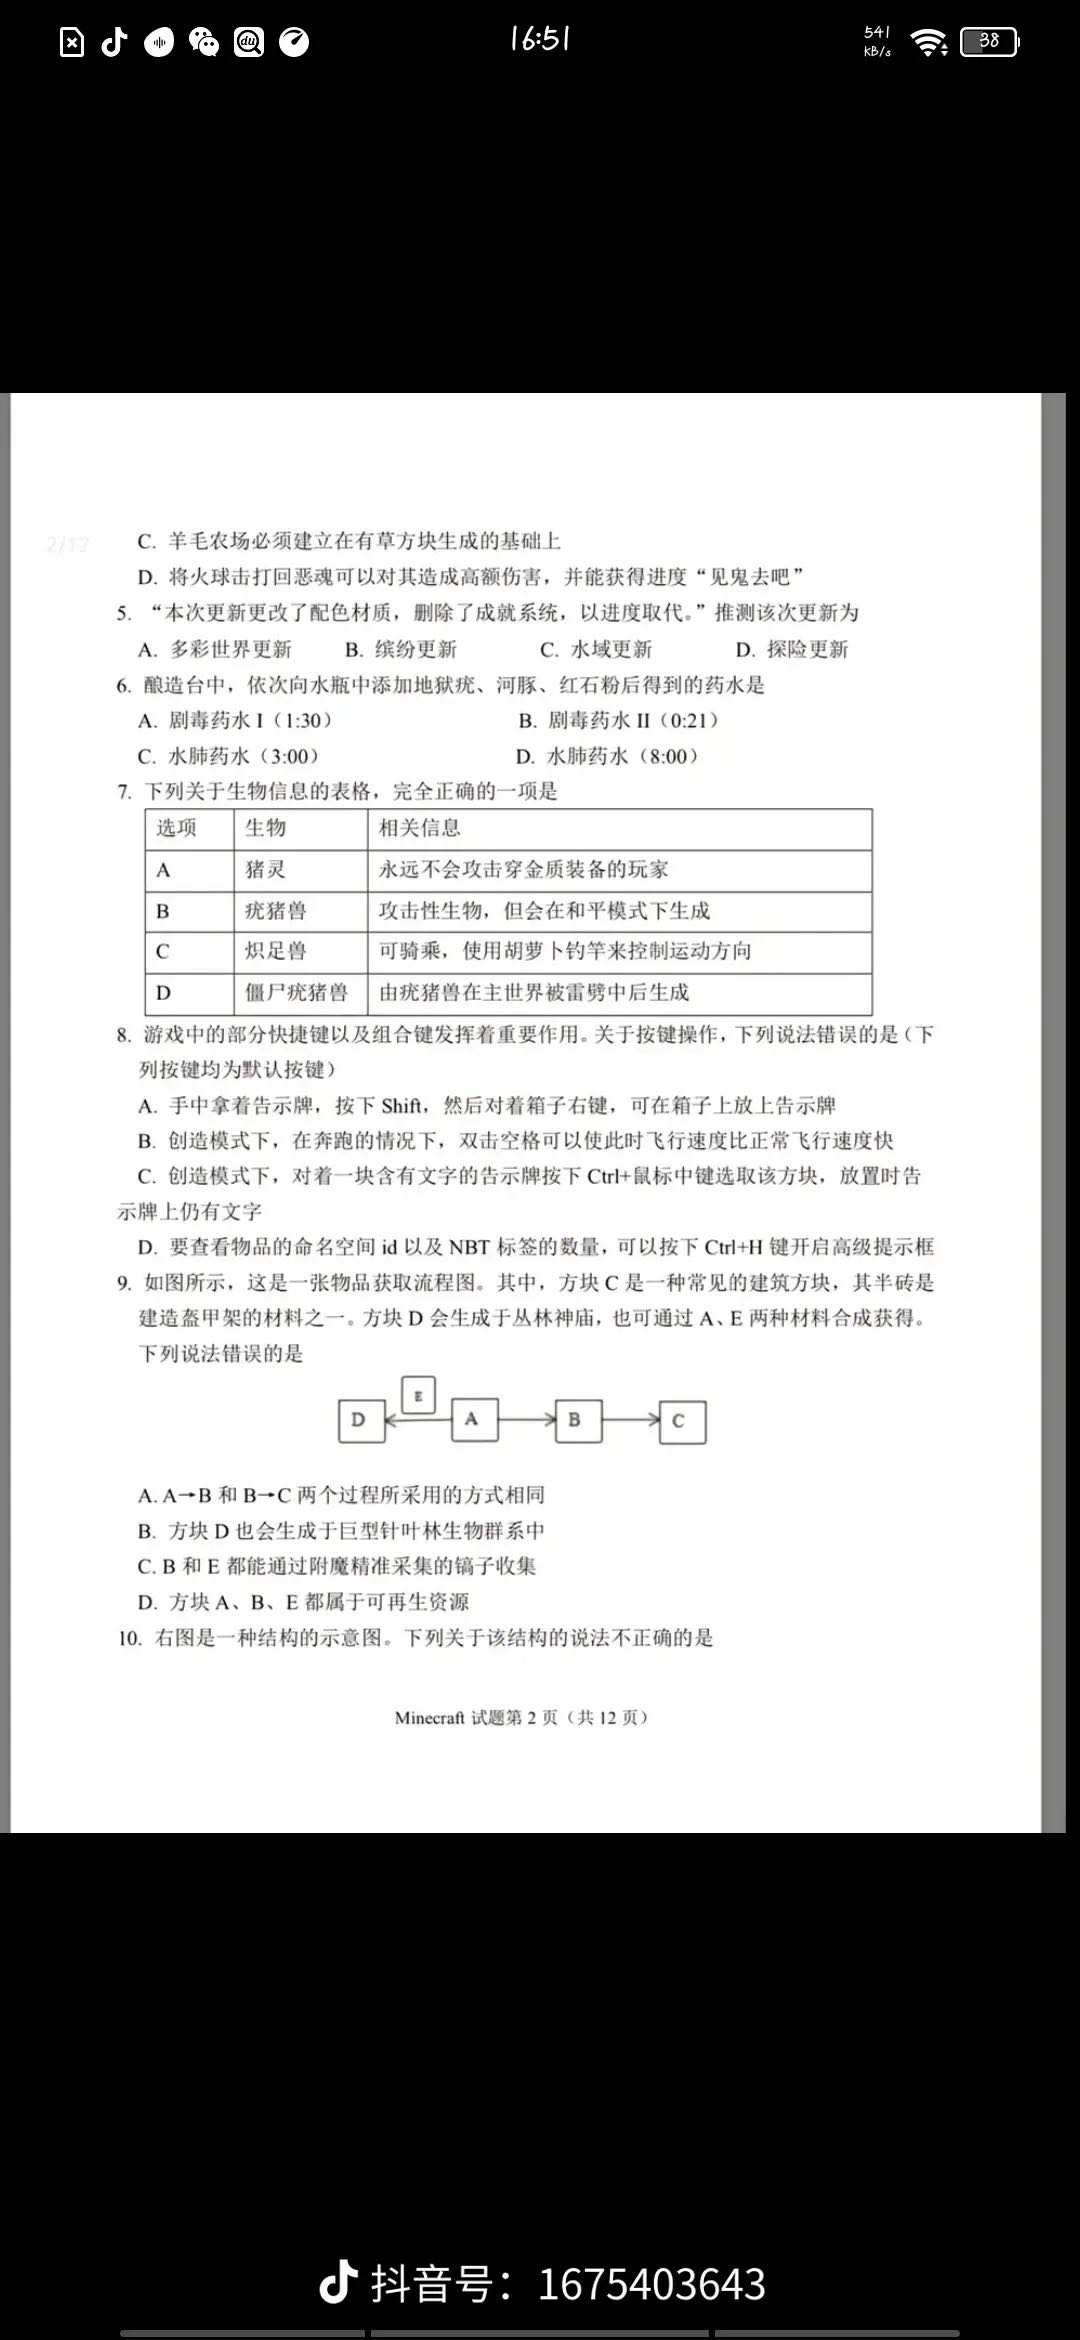 16:51
541
KB/s
38
2/12
C. 羊毛农场必须建立在有草方块生成的基础上
D. 将火球击打回恶魂可以对其造成高额伤害，并能获得进度“见鬼去吧”
5. “本次更新更改了配色材质，删除了成就系统，以进度取代。”推测该次更新为
A. 多彩世界更新 B. 缤纷更新 C. 水域更新 D. 探险更新
6. 酿造台中，依次向水瓶中添加地狱疣、河豚、红石粉后得到的药水是
A. 剧毒药水 I（1:30） B. 剧毒药水 II（0:21）
C. 水肺药水（3:00） D. 水肺药水（8:00）
7. 下列关于生物信息的表格，完全正确的一项是
选项 生物 相关信息
A 猪灵 永远不会攻击穿金质装备的玩家
B 疣猪兽 攻击性生物，但会在和平模式下生成
C 炽足兽 可骑乘，使用胡萝卜钓竿来控制运动方向
D 僵尸疣猪兽 由疣猪兽在主世界被雷劈中后生成
8. 游戏中的部分快捷键以及组合键发挥着重要作用。关于按键操作，下列说法错误的是（下
列按键均为默认按键）
A. 手中拿着告示牌，按下 Shift，然后对着箱子右键，可在箱子上放上告示牌
B. 创造模式下，在奔跑的情况下，双击空格可以使此时飞行速度比正常飞行速度快
C. 创造模式下，对着一块含有文字的告示牌按下 Ctrl+鼠标中键选取该方块，放置时告
示牌上仍有文字
D. 要查看物品的命名空间 id 以及 NBT 标签的数量，可以按下 Ctrl+H 键开启高级提示框
9. 如图所示，这是一张物品获取流程图。其中，方块 C 是一种常见的建筑方块，其半砖是
建造盔甲架的材料之一。方块 D 会生成于丛林神庙，也可通过 A、E 两种材料合成获得。
下列说法错误的是
E
D A B C
A. A→B 和 B→C 两个过程所采用的方式相同
B. 方块 D 也会生成于巨型针叶林生物群系中
C. B 和 E 都能通过附魔精准采集的镐子收集
D. 方块 A、B、E 都属于可再生资源
10. 右图是一种结构的示意图。下列关于该结构的说法不正确的是
Minecraft 试题第 2 页（共 12 页）
抖音号：1675403643